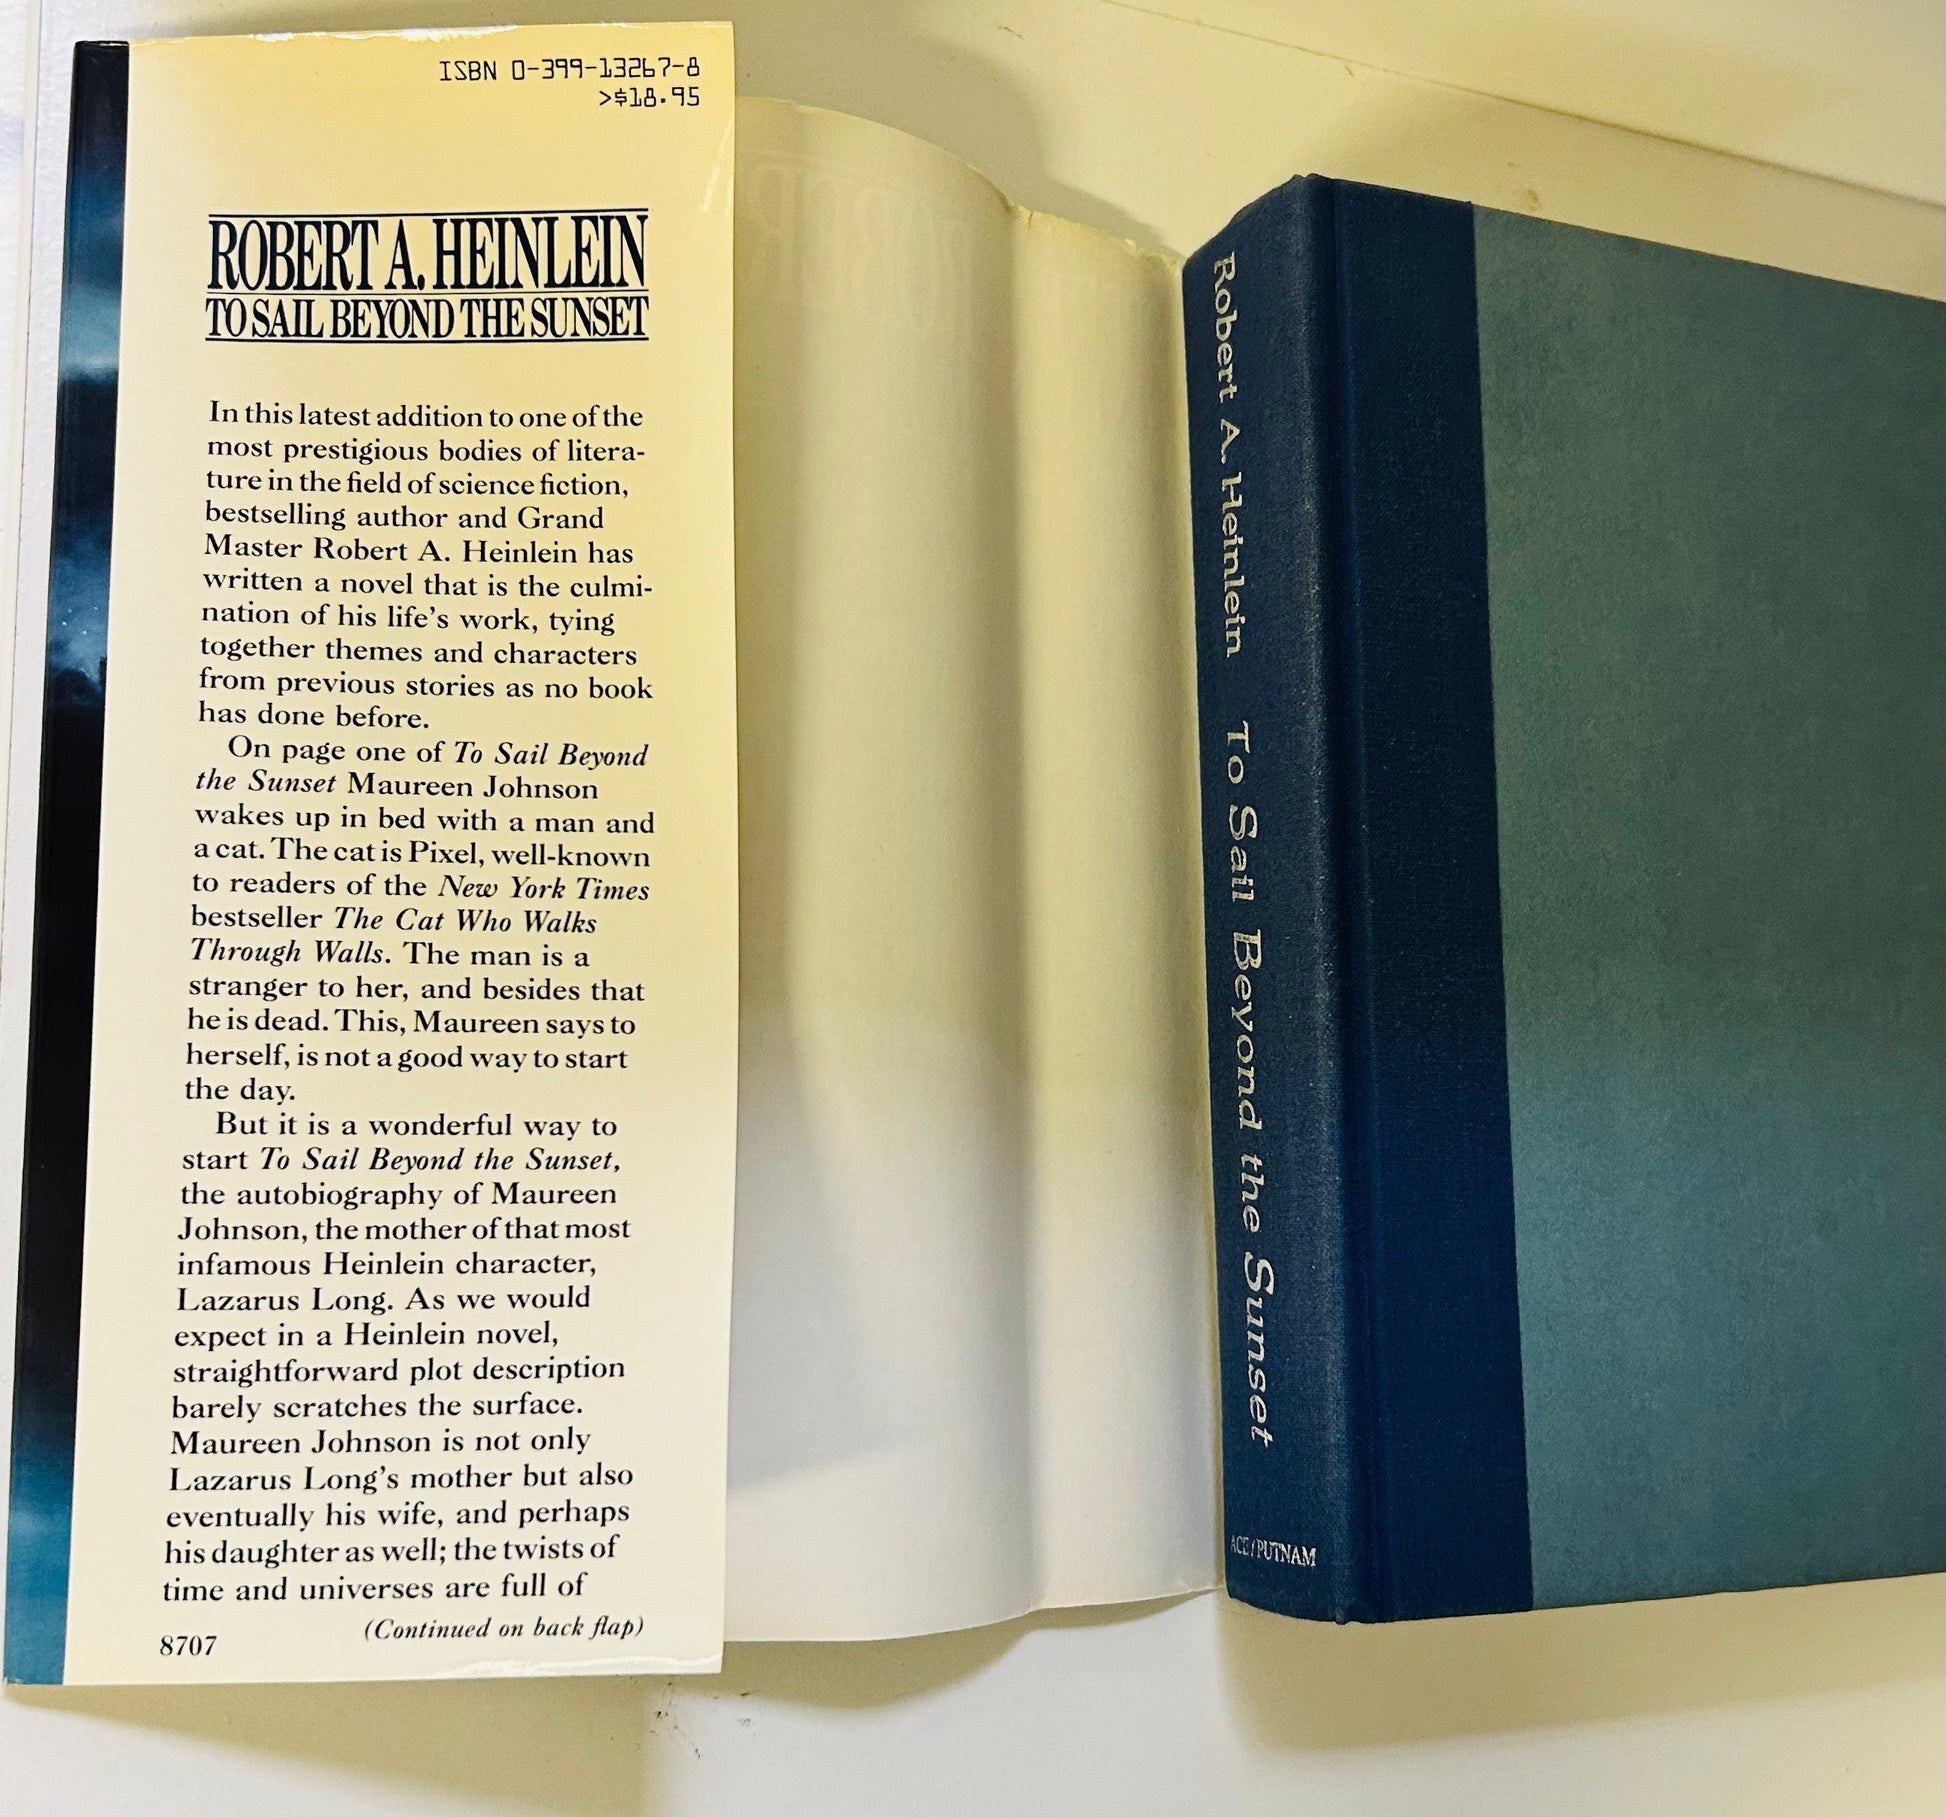 ISBN 0-399-13267-8
>$18.95
ROBERT A. HEINLEIN
TO SAIL BEYOND THE SUNSET
In this latest addition to one of the
most prestigious bodies of litera-
ture in the field of science fiction,
bestselling author and Grand
Master Robert A. Heinlein has
written a novel that is the culmi-
nation of his life's work, tying
together themes and characters
from previous stories as no book
has done before.
On page one of To Sail Beyond
the Sunset Maureen Johnson
wakes up in bed with a man and
a cat. The cat is Pixel, well-known
to readers of the New York Times
bestseller The Cat Who Walks
Through Walls. The man is a
stranger to her, and besides that
he is dead. This, Maureen says to
herself, is not a good way to start
the day.
But it is a wonderful way to
start To Sail Beyond the Sunset,
the autobiography of Maureen
Johnson, the mother of that most
infamous Heinlein character,
Lazarus Long. As we would
expect in a Heinlein novel,
straightforward plot description
barely scratches the surface.
Maureen Johnson is not only
Lazarus Long's mother but also
eventually his wife, and perhaps
his daughter as well; the twists of
time and universes are full of
(Continued on back flap)
8707
Robert A. Heinlein To Sail Beyond the Sunset
ACE/PUTNAM